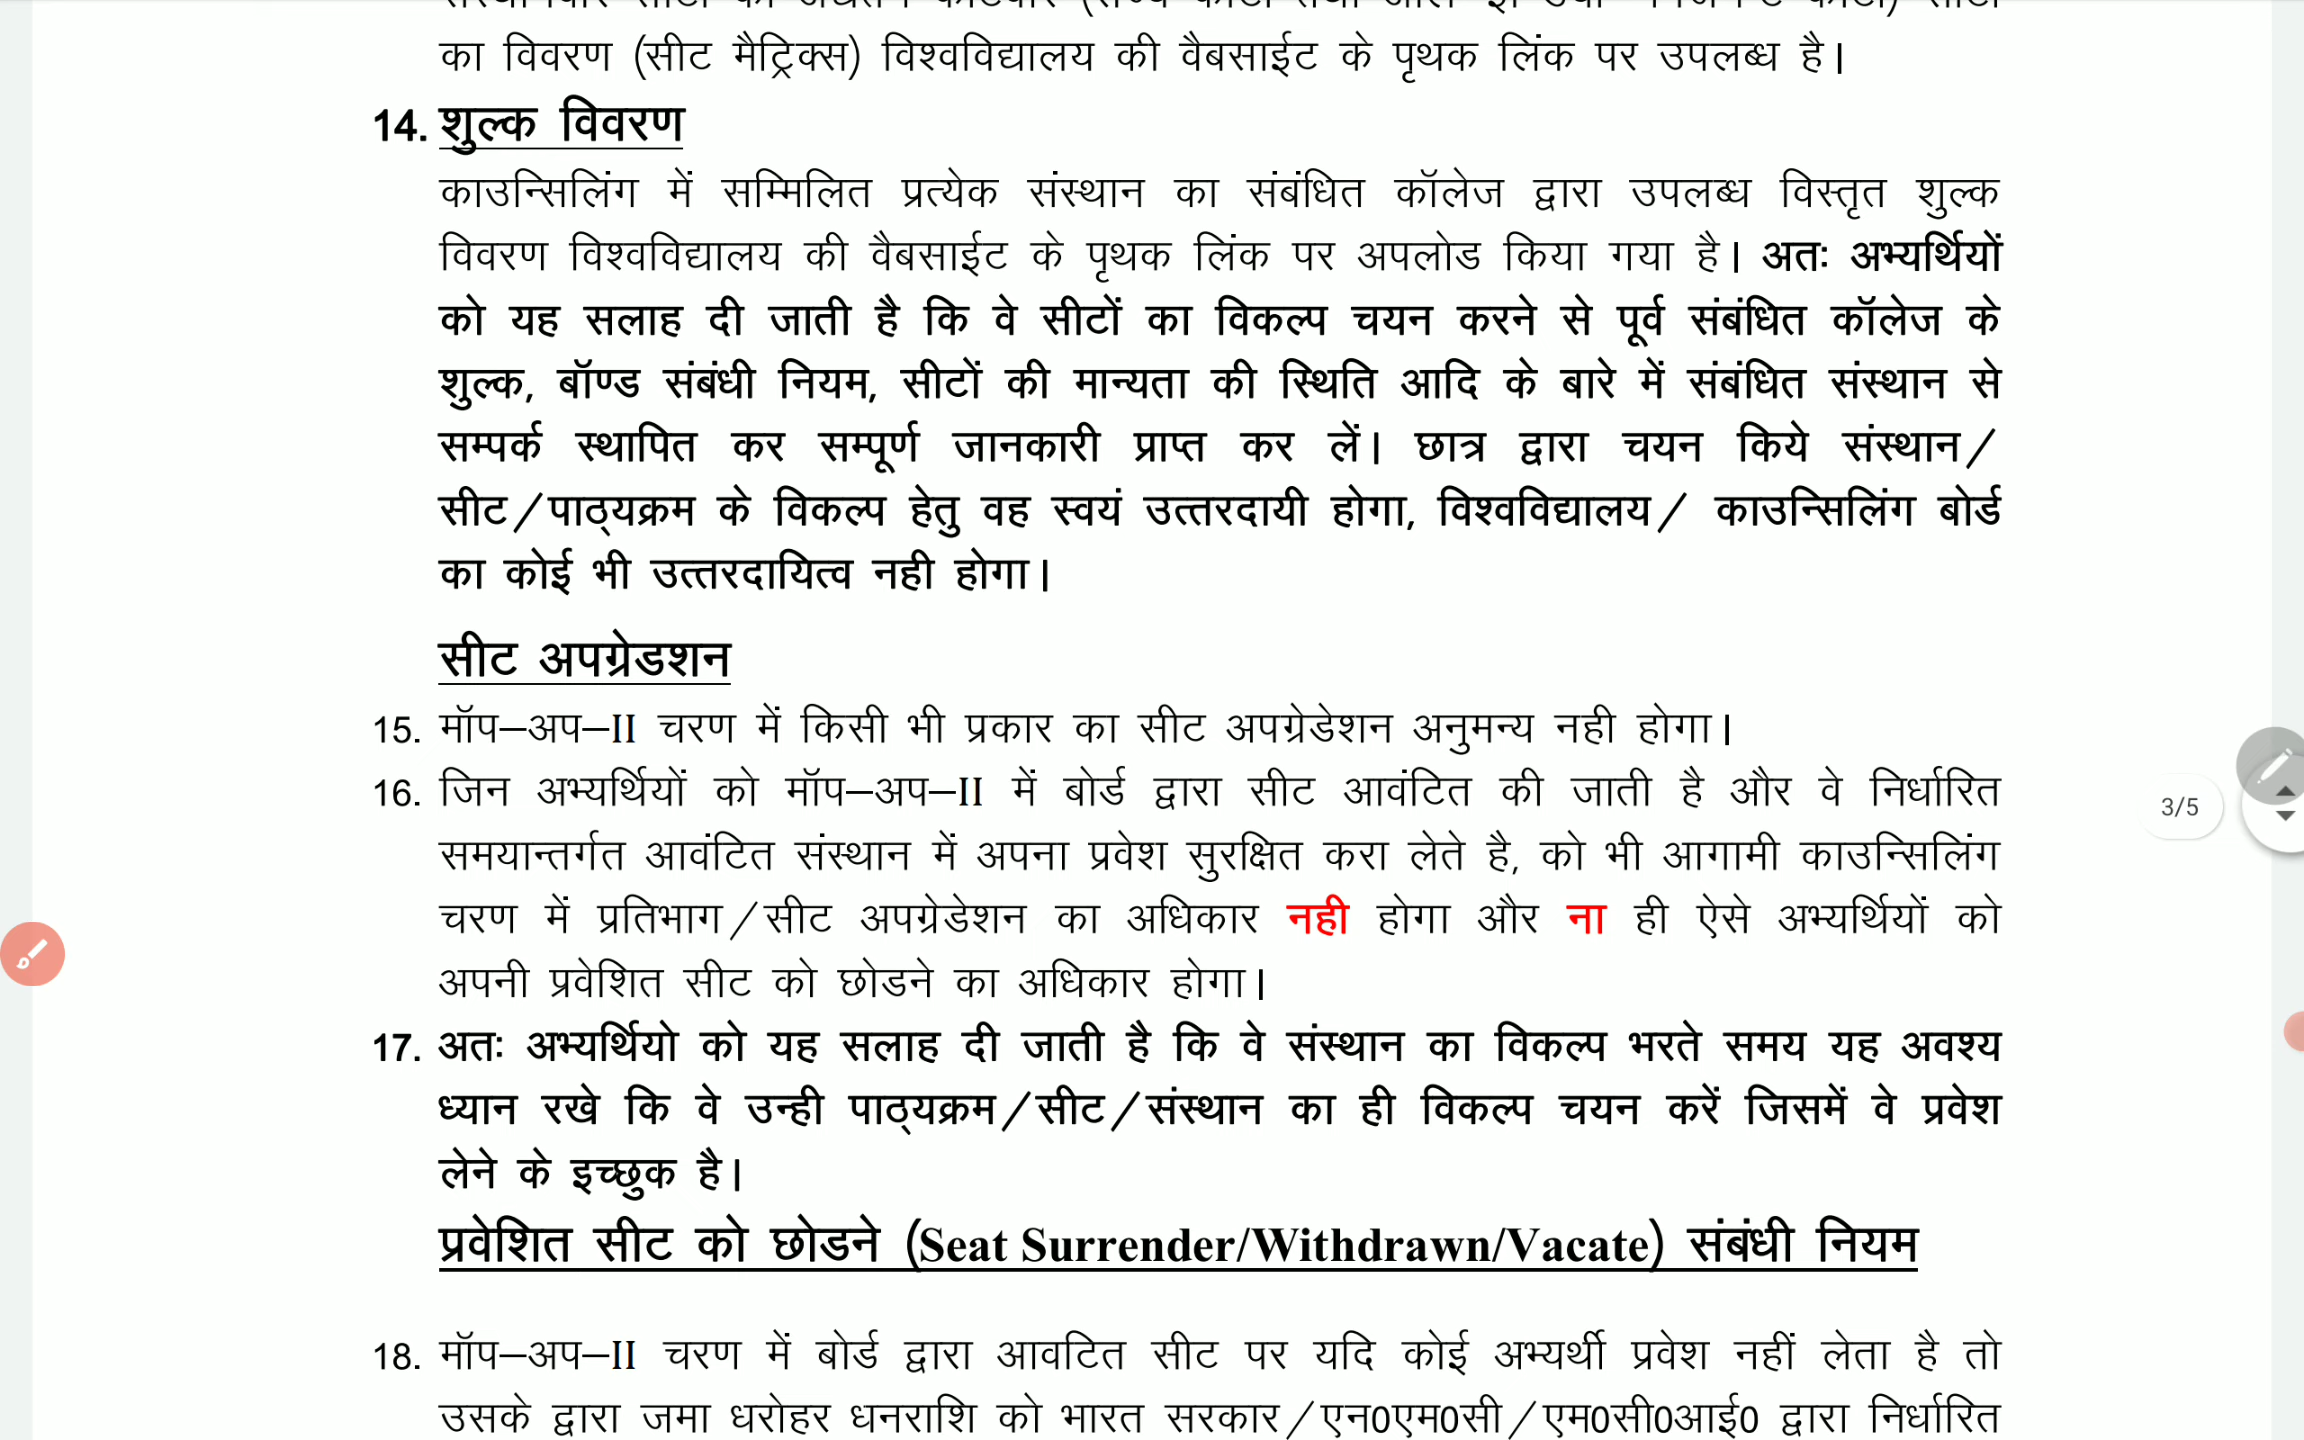 का विवरण (सीट मैट्रिक्स) विश्वविद्यालय की वैबसाईट के पृथक लिंक पर उपलब्ध है।
14. शुल्क विवरण
काउन्सिलिंग में सम्मिलित प्रत्येक संस्थान का संबंधित कॉलेज द्वारा उपलब्ध विस्तृत शुल्क
विवरण विश्वविद्यालय की वैबसाईट के पृथक लिंक पर अपलोड किया गया है। अतः अभ्यर्थियों
को यह सलाह दी जाती है कि वे सीटों का विकल्प चयन करने से पूर्व संबंधित कॉलेज के
शुल्क, बॉण्ड संबंधी नियम, सीटों की मान्यता की स्थिति आदि के बारे में संबंधित संस्थान से
सम्पर्क स्थापित कर सम्पूर्ण जानकारी प्राप्त कर लें। छात्र द्वारा चयन किये संस्थान/
सीट/पाठ्यक्रम के विकल्प हेतु वह स्वयं उत्तरदायी होगा, विश्वविद्यालय/ काउन्सिलिंग बोर्ड
का कोई भी उत्तरदायित्व नही होगा।
सीट अपग्रेडशन
15. मॉप–अप–II चरण में किसी भी प्रकार का सीट अपग्रेडेशन अनुमन्य नही होगा।
16. जिन अभ्यर्थियों को मॉप–अप–II में बोर्ड द्वारा सीट आवंटित की जाती है और वे निर्धारित
समयान्तर्गत आवंटित संस्थान में अपना प्रवेश सुरक्षित करा लेते है, को भी आगामी काउन्सिलिंग
चरण में प्रतिभाग/सीट अपग्रेडेशन का अधिकार नही होगा और ना ही ऐसे अभ्यर्थियों को
अपनी प्रवेशित सीट को छोडने का अधिकार होगा।
3/5
17. अतः अभ्यर्थियो को यह सलाह दी जाती है कि वे संस्थान का विकल्प भरते समय यह अवश्य
ध्यान रखे कि वे उन्ही पाठ्यक्रम/सीट/संस्थान का ही विकल्प चयन करें जिसमें वे प्रवेश
लेने के इच्छुक है।
प्रवेशित सीट को छोडने (Seat Surrender/Withdrawn/Vacate) संबंधी नियम
18. मॉप–अप–II चरण में बोर्ड द्वारा आवटित सीट पर यदि कोई अभ्यर्थी प्रवेश नहीं लेता है तो
उसके द्वारा जमा धरोहर धनराशि को भारत सरकार/एन0एम0सी/एम0सी0आई0 द्वारा निर्धारित